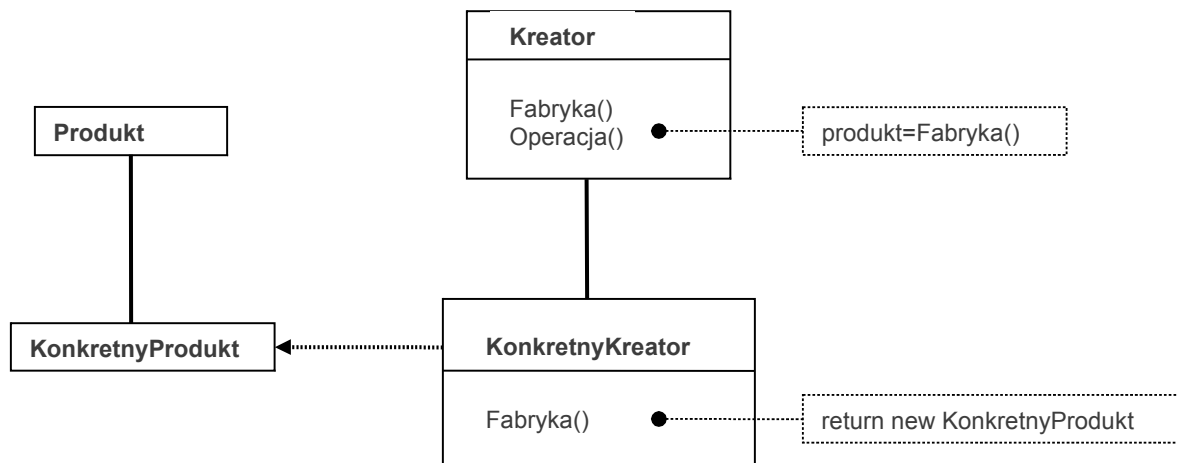 Kreator
Fabryka()
Operacja()
produkt=Fabryka()
Produkt
KonkretnyProdukt
KonkretnyKreator
Fabryka()
return new KonkretnyProdukt